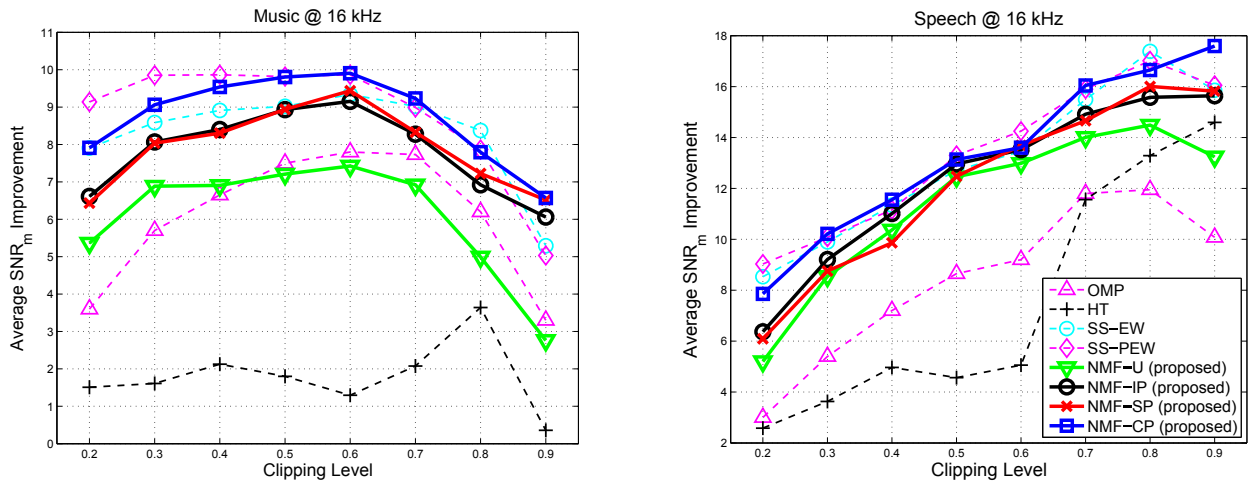 Music @ 16 kHz
Average SNRm Improvement
11
10
9
8
7
6
5
4
3
2
1
0
0.2 0.3 0.4 0.5 0.6 0.7 0.8 0.9
Clipping Level
Speech @ 16 kHz
Average SNRm Improvement
18
16
14
12
10
8
6
4
2
OMP
HT
SS−EW
SS−PEW
NMF−U (proposed)
NMF−IP (proposed)
NMF−SP (proposed)
NMF−CP (proposed)
0.2 0.3 0.4 0.5 0.6 0.7 0.8 0.9
Clipping Level